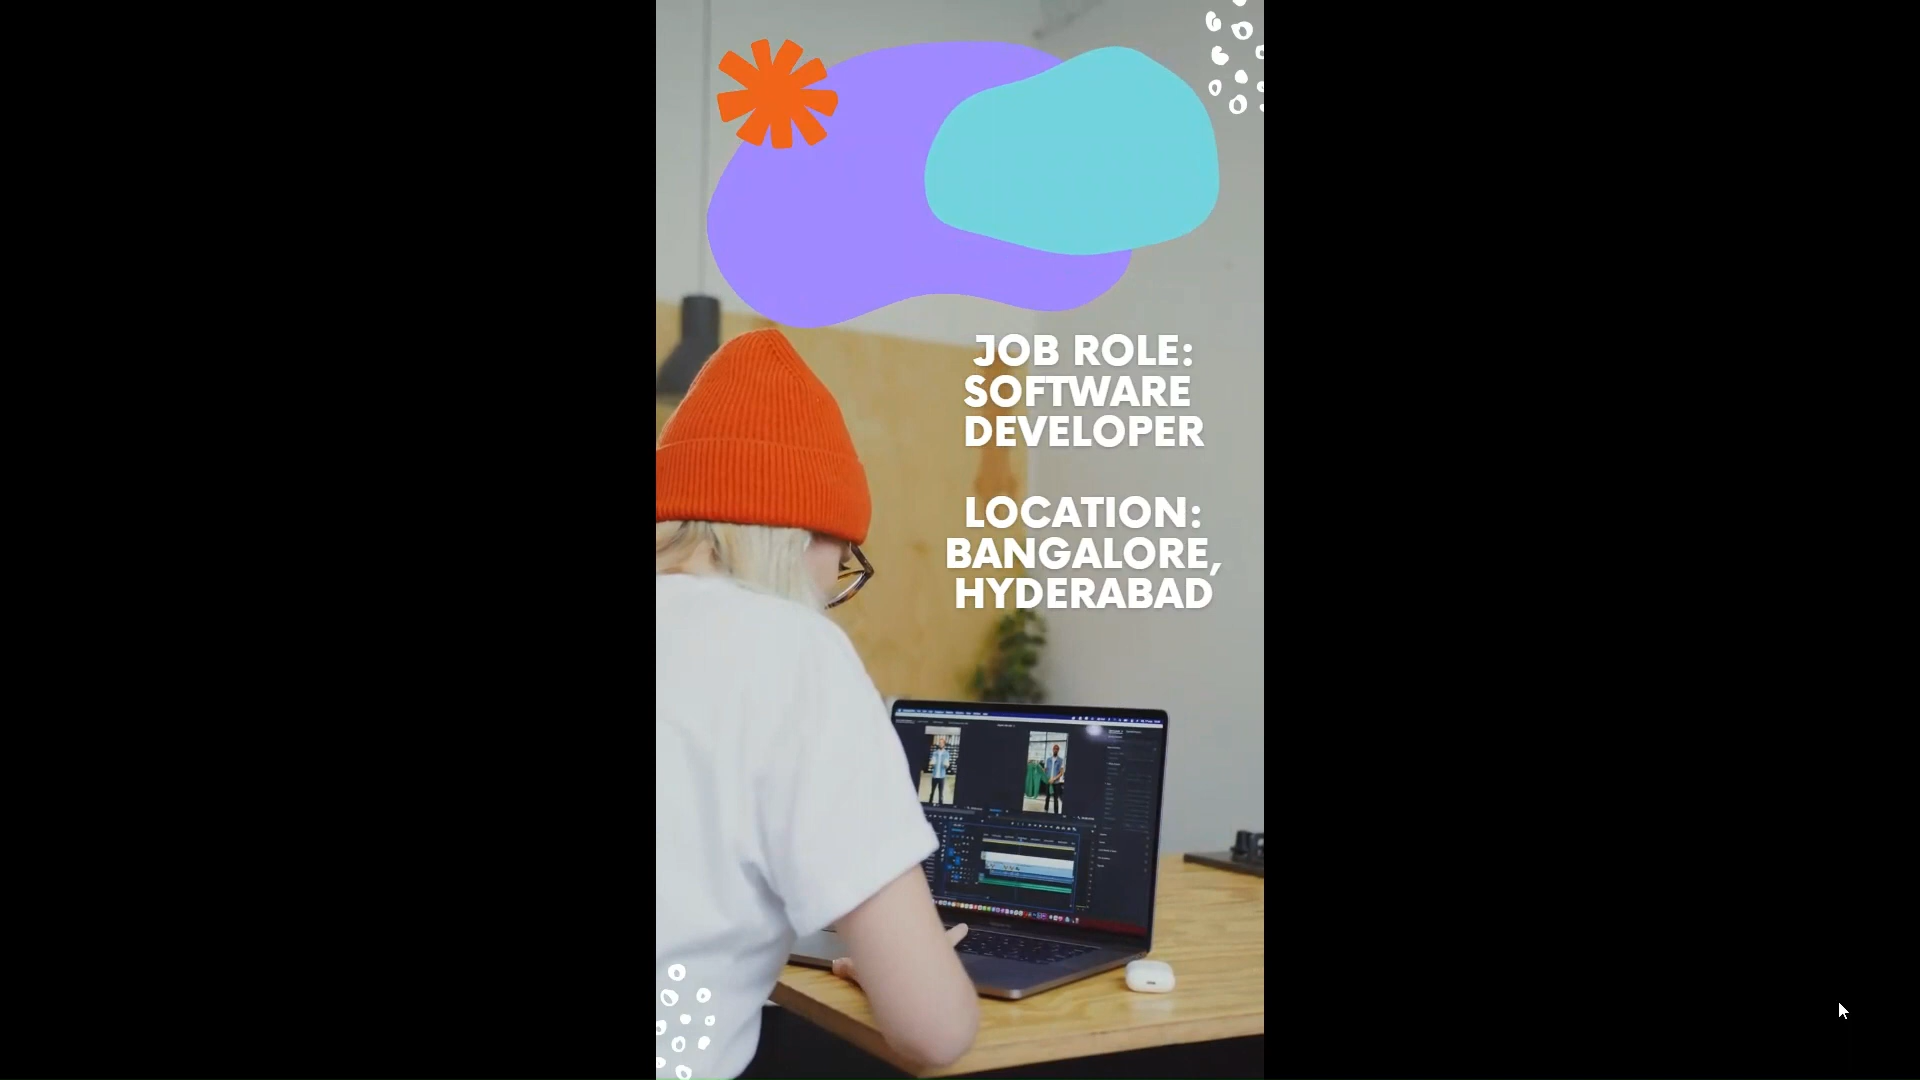 JOB ROLE:
SOFTWARE
DEVELOPER
LOCATION:
BANGALORE,
HYDERABAD